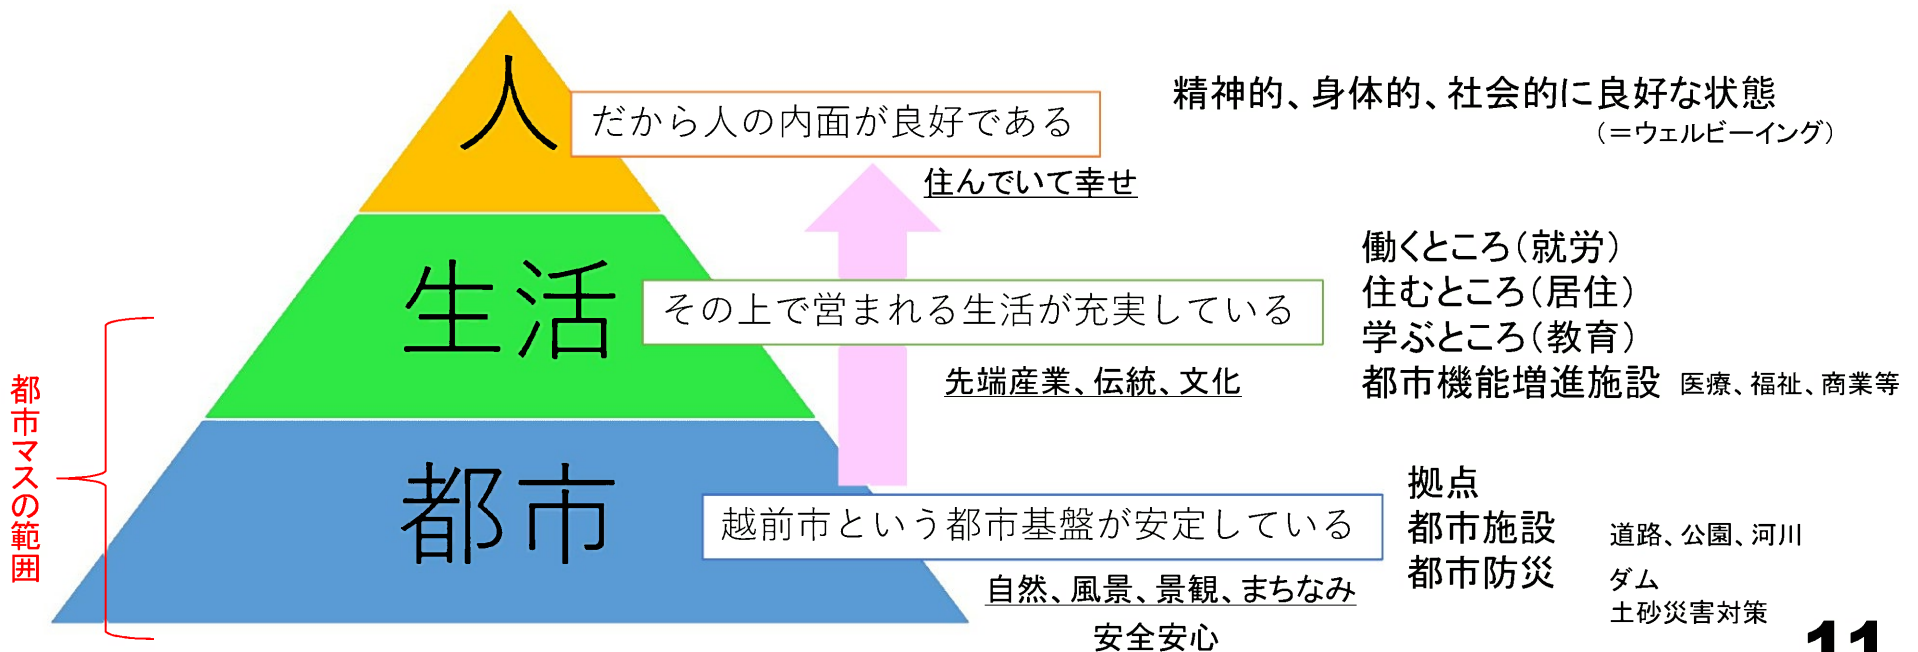 人
だから人の内面が良好である
精神的、身体的、社会的に良好な状態
(＝ウェルビーイング)
住んでいて幸せ
生活
その上で営まれる生活が充実している
働くところ(就労)
住むところ(居住)
学ぶところ(教育)
都市機能増進施設 医療、福祉、商業等
先端産業、伝統、文化
都市マスの範囲
都市
越前市という都市基盤が安定している
拠点
都市施設 道路、公園、河川
都市防災 ダム
土砂災害対策
自然、風景、景観、まちなみ
安全安心
11